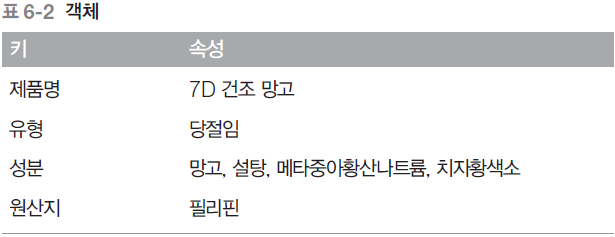 표 6-2 객체
키 속성
제품명 7D 건조 망고
유형 당절임
성분 망고, 설탕, 메타중아황산나트륨, 치자황색소
원산지 필리핀